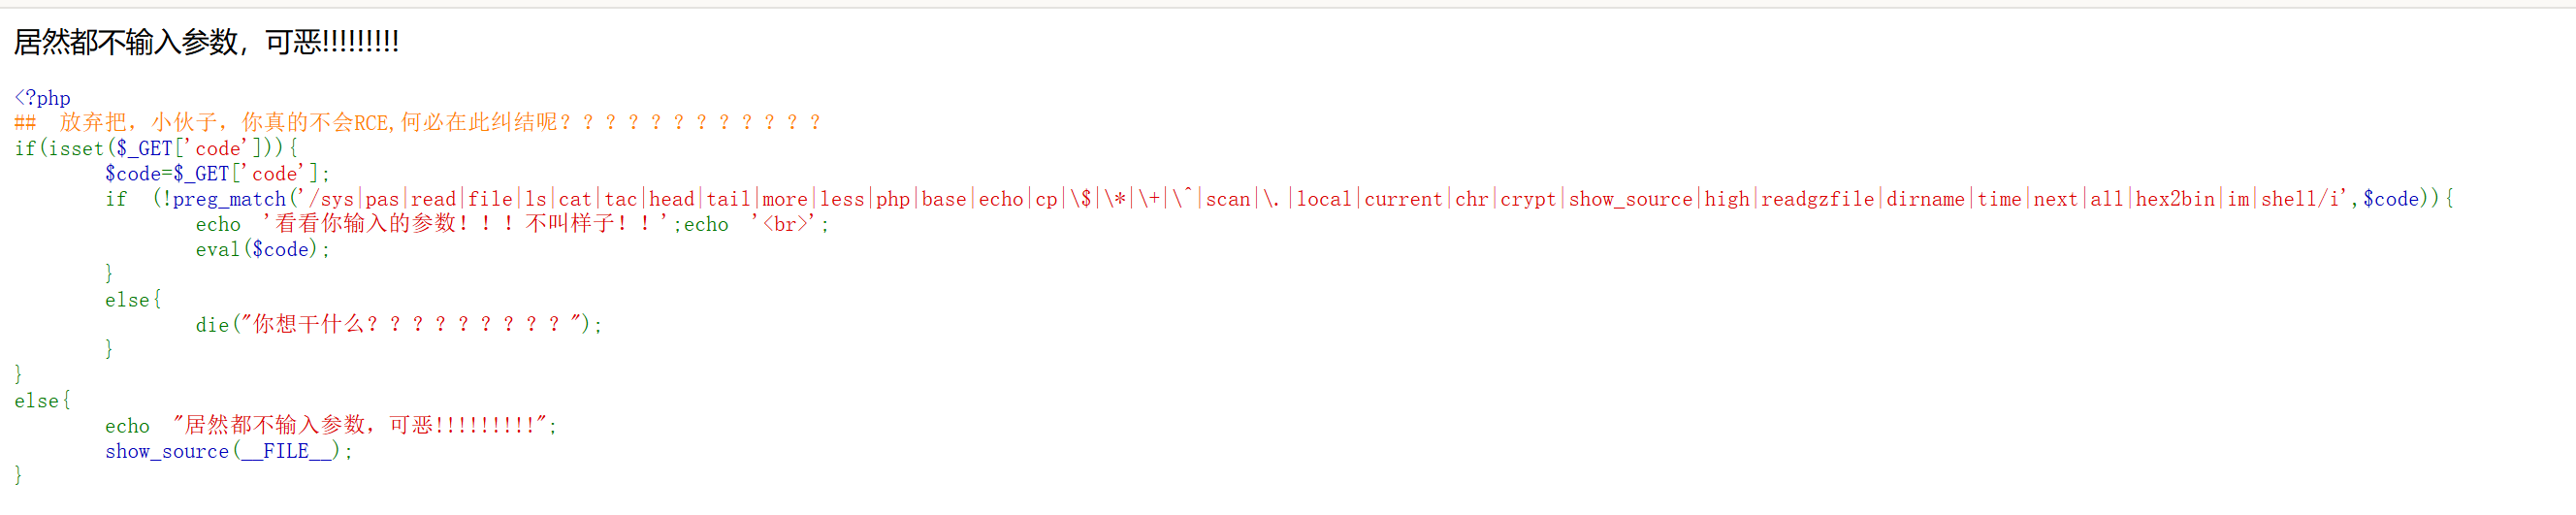 居然都不输入参数，可恶!!!!!!!!!
<?php
##  放弃把，小伙子，你真的不会RCE,何必在此纠结呢？？？？？？？？？？？？
if(isset($_GET['code'])){
        $code=$_GET['code'];
        if  (!preg_match('/sys|pas|read|file|ls|cat|tac|head|tail|more|less|php|base|echo|cp|\$|\*|\+|\^|scan|\.|local|current|chr|crypt|show_source|high|readgzfile|dirname|time|next|all|hex2bin|im|shell/i',$code)){
                echo  '看看你输入的参数！！！不叫样子！！';echo  '<br>';
                eval($code);
        }
        else{
                die("你想干什么？？？？？？？？？");
        }
}
else{
        echo  "居然都不输入参数，可恶!!!!!!!!!";
        show_source(__FILE__);
}